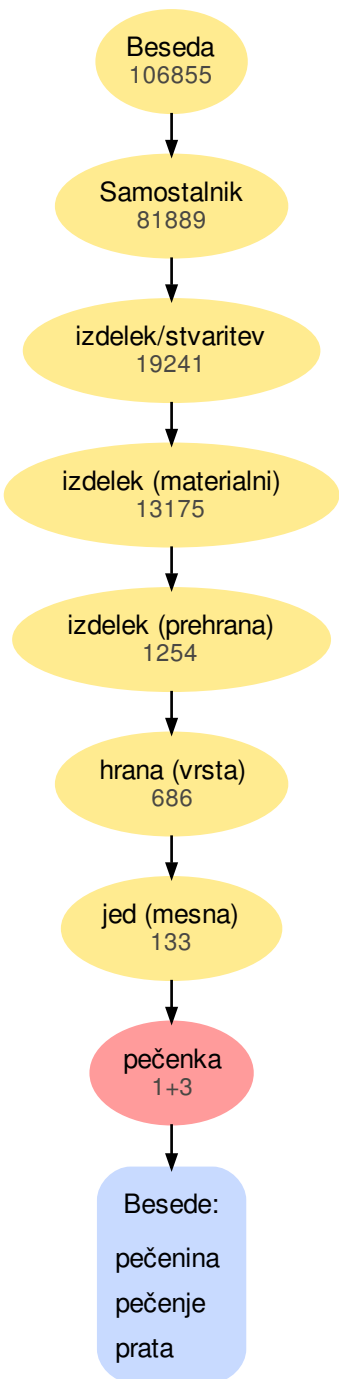 Beseda
106855
Samostalnik
81889
izdelek/stvaritev
19241
izdelek (materialni)
13175
izdelek (prehrana)
1254
hrana (vrsta)
686
jed (mesna)
133
pečenka
1+3
Besede:
pečenina
pečenje
prata